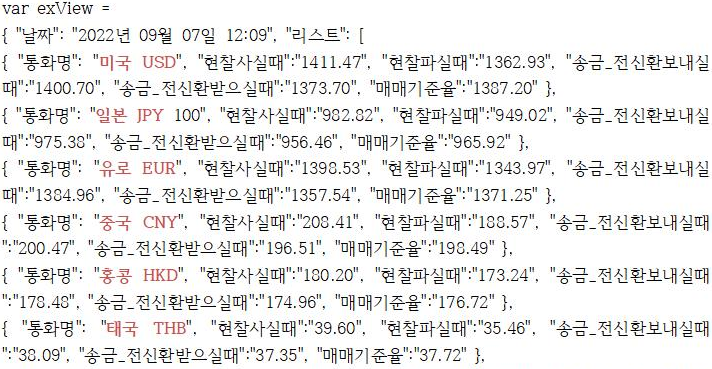 var exView =
{ "날짜": "2022년 09월 07일 12:09", "리스트": [
{ "통화명": "미국 USD", "현찰사실때":"1411.47", "현찰파실때":"1362.93", "송금_전신환보내실
때":"1400.70", "송금_전신환받으실때":"1373.70", "매매기준율":"1387.20" },
{ "통화명": "일본 JPY 100", "현찰사실때":"982.82", "현찰파실때":"949.02", "송금_전신환보내실
때":"975.38", "송금_전신환받으실때":"956.46", "매매기준율":"965.92" },
{ "통화명": "유로 EUR", "현찰사실때":"1398.53", "현찰파실때":"1343.97", "송금_전신환보내실
때":"1384.96", "송금_전신환받으실때":"1357.54", "매매기준율":"1371.25" },
{ "통화명": "중국 CNY", "현찰사실때":"208.41", "현찰파실때":"188.57", "송금_전신환보내실때
":"200.47", "송금_전신환받으실때":"196.51", "매매기준율":"198.49" },
{ "통화명": "홍콩 HKD", "현찰사실때":"180.20", "현찰파실때":"173.24", "송금_전신환보내실때
":"178.48", "송금_전신환받으실때":"174.96", "매매기준율":"176.72" },
{ "통화명": "태국 THB", "현찰사실때":"39.60", "현찰파실때":"35.46", "송금_전신환보내실때
":"38.09", "송금_전신환받으실때":"37.35", "매매기준율":"37.72" },